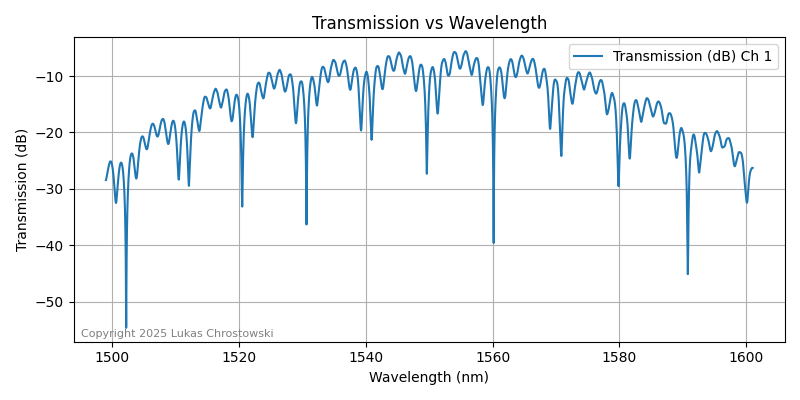 Transmission vs Wavelength
Transmission (dB) Ch 1
Transmission (dB)
−10
−20
−30
−40
−50
Copyright 2025 Lukas Chrostowski
1500
1520
1540
1560
1580
1600
Wavelength (nm)